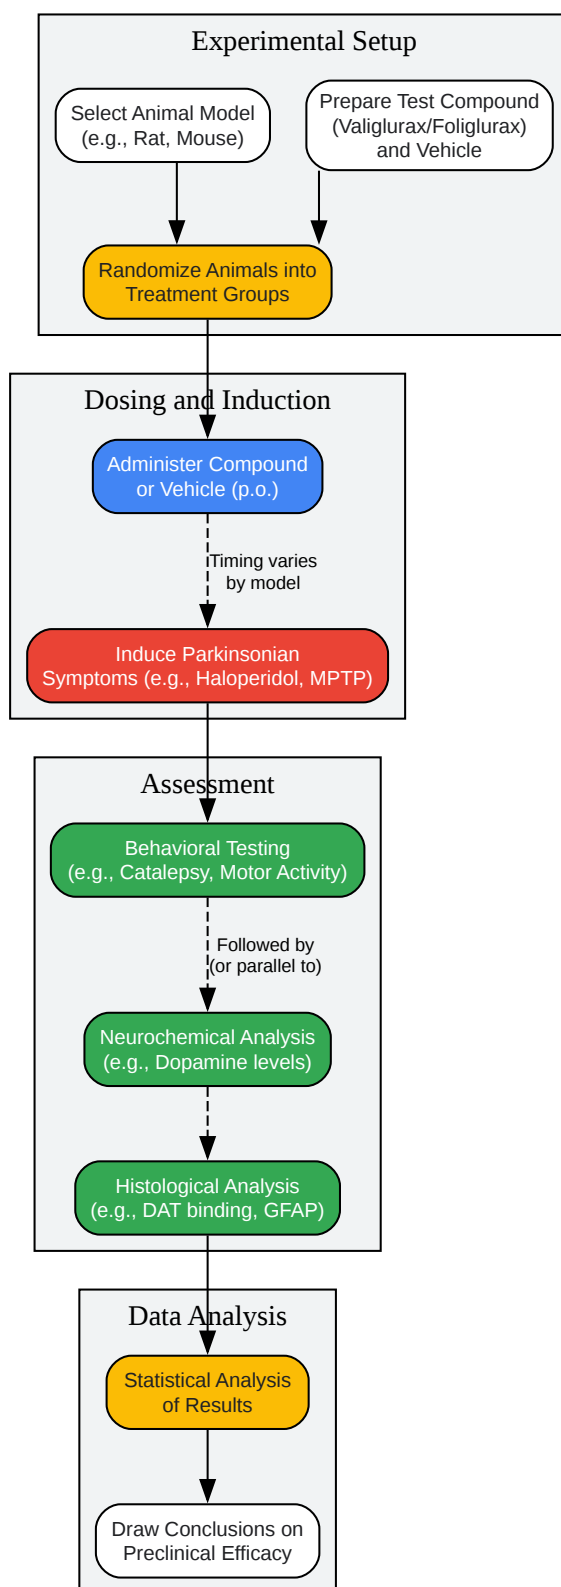 Experimental Setup
Select Animal Model
(e.g., Rat, Mouse)
Prepare Test Compound
(Valiglurax/Foliglurax)
and Vehicle
Randomize Animals into
Treatment Groups
Dosing and Induction
Administer Compound
or Vehicle (p.o.)
Timing varies
by model
Induce Parkinsonian
Symptoms (e.g., Haloperidol, MPTP)
Assessment
Behavioral Testing
(e.g., Catalepsy, Motor Activity)
Followed by
(or parallel to)
Neurochemical Analysis
(e.g., Dopamine levels)
Histological Analysis
(e.g., DAT binding, GFAP)
Data Analysis
Statistical Analysis
of Results
Draw Conclusions on
Preclinical Efficacy